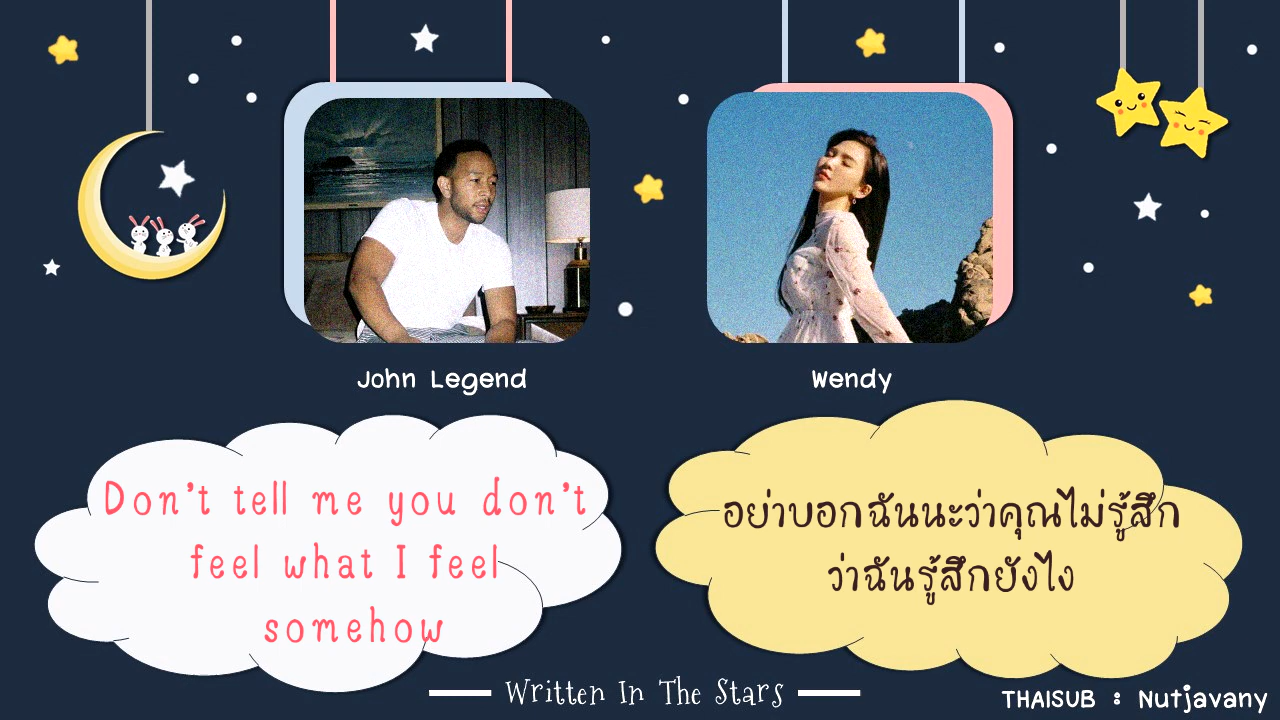 John Legend
Wendy
Don't tell me you don't
feel what I feel
somehow
อย่าบอกฉันนะว่าคุณไม่รู้สึก
ว่าฉันรู้สึกยังไง
Written In The Stars
THAISUB : Nutjavany